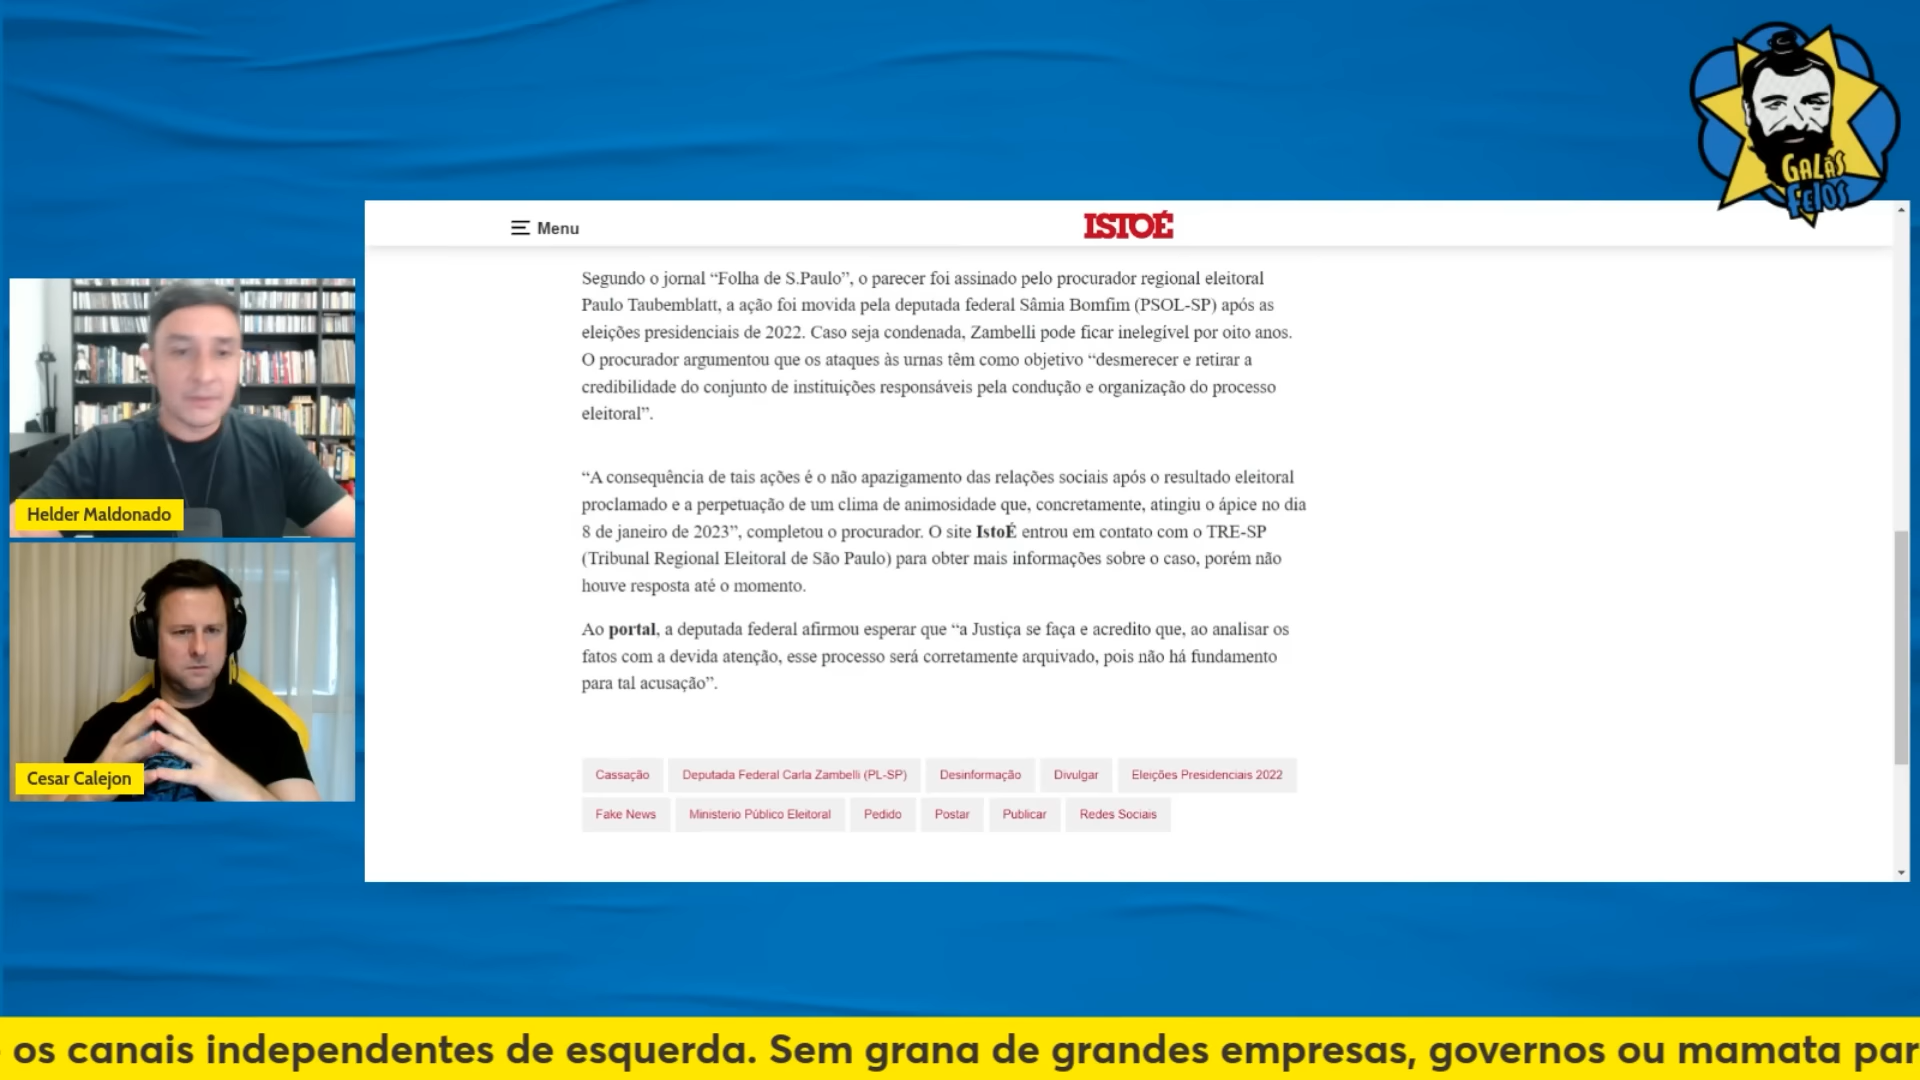 GALÃS
FEIOS
Menu
ISTOÉ
Segundo o jornal “Folha de S.Paulo”, o parecer foi assinado pelo procurador regional eleitoral
Paulo Taubemblatt, a ação foi movida pela deputada federal Sâmia Bomfim (PSOL-SP) após as
eleições presidenciais de 2022. Caso seja condenada, Zambelli pode ficar inelegível por oito anos.
O procurador argumentou que os ataques às urnas têm como objetivo “desmerecer e retirar a
credibilidade do conjunto de instituições responsáveis pela condução e organização do processo
eleitoral”.
“A consequência de tais ações é o não apazigamento das relações sociais após o resultado eleitoral
proclamado e a perpetuação de um clima de animosidade que, concretamente, atingiu o ápice no dia
8 de janeiro de 2023”, completou o procurador. O site IstoÉ entrou em contato com o TRE-SP
(Tribunal Regional Eleitoral de São Paulo) para obter mais informações sobre o caso, porém não
houve resposta até o momento.
Ao portal, a deputada federal afirmou esperar que “a Justiça se faça e acredito que, ao analisar os
fatos com a devida atenção, esse processo será corretamente arquivado, pois não há fundamento
para tal acusação”.
Cassação Deputada Federal Carla Zambelli (PL-SP) Desinformação Divulgar Eleições Presidenciais 2022
Fake News Ministerio Público Eleitoral Pedido Postar Publicar Redes Sociais
Helder Maldonado
Cesar Calejon
os canais independentes de esquerda. Sem grana de grandes empresas, governos ou mamata par